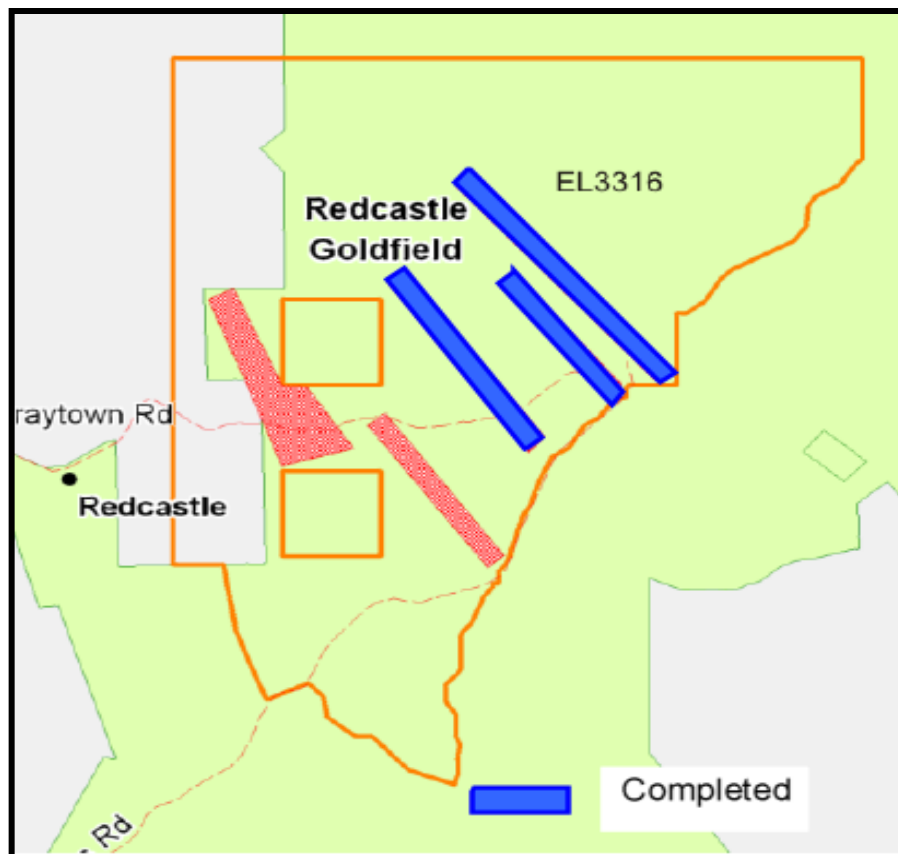 EL3316
Redcastle
Goldfield
raytown Rd
Redcastle
Completed
Rd